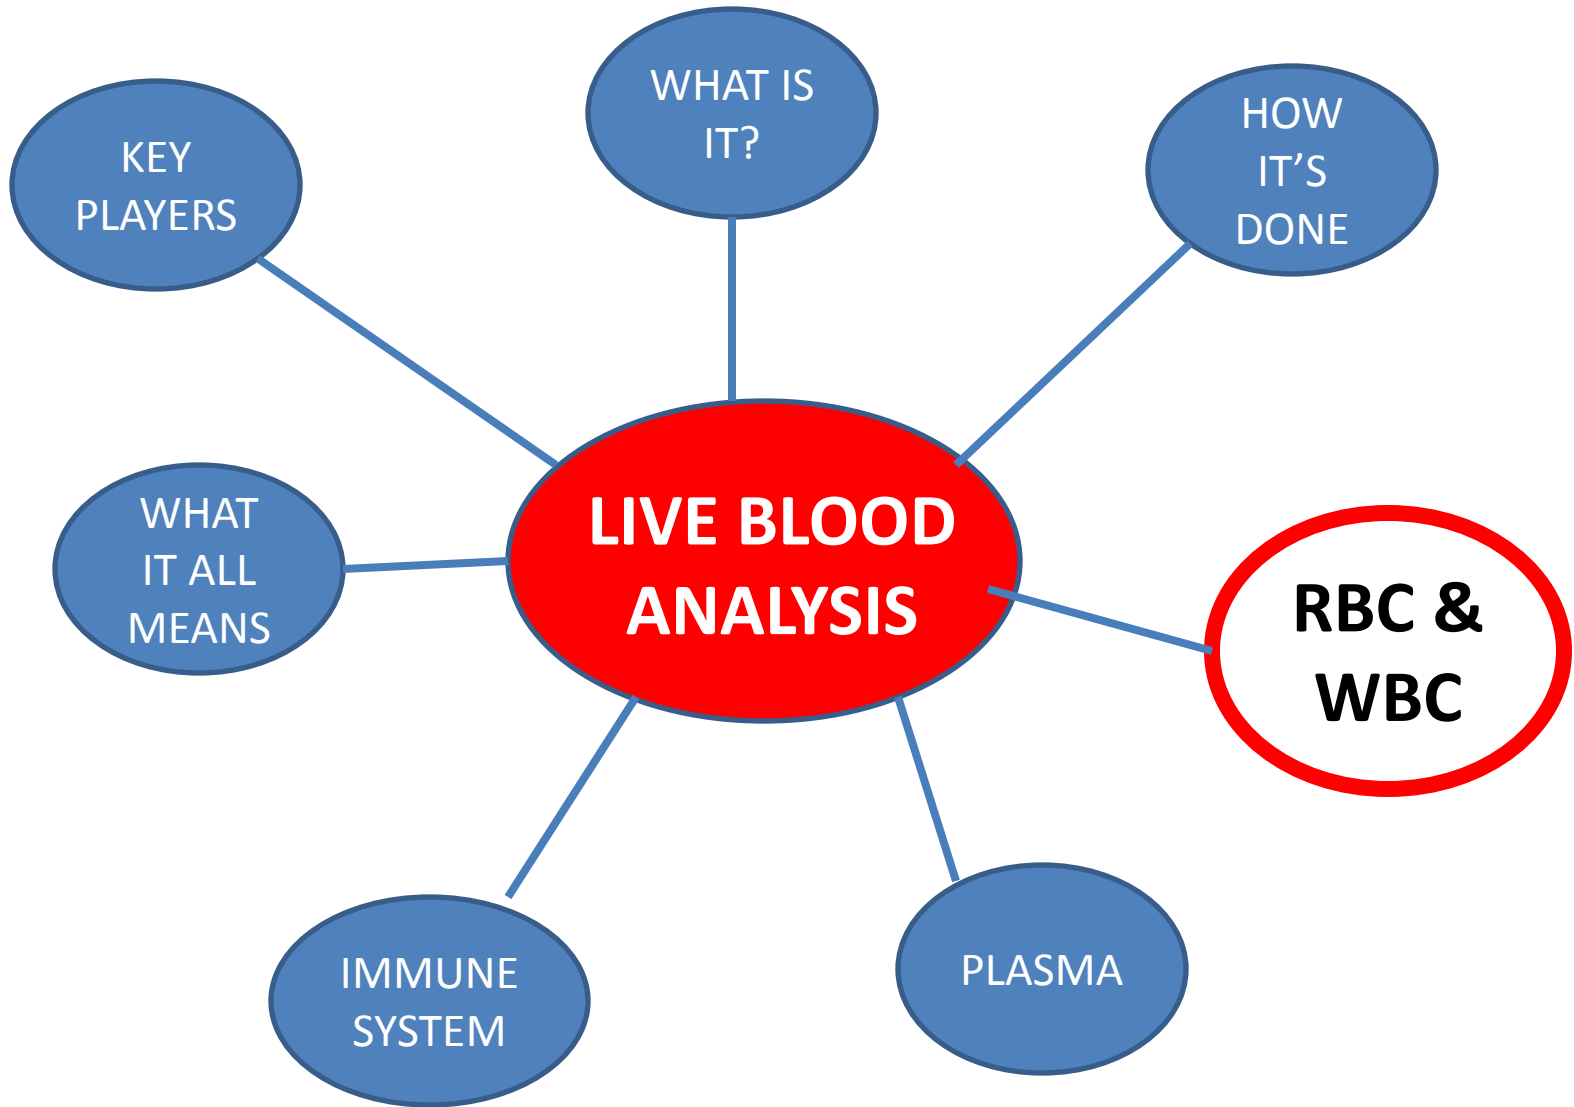 WHAT IS
IT?
HOW
IT’S
DONE
KEY
PLAYERS
LIVE BLOOD
ANALYSIS
WHAT
IT ALL
MEANS
RBC &
WBC
IMMUNE
SYSTEM
PLASMA